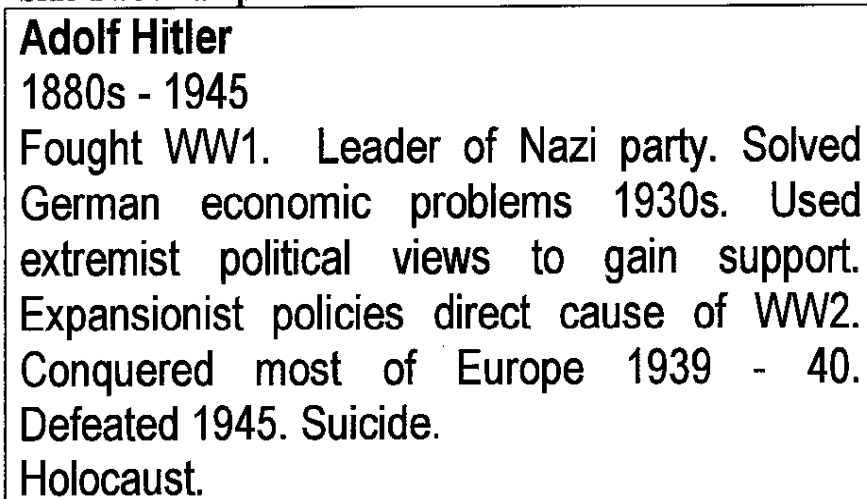 Adolf Hitler
1880s - 1945
Fought WW1. Leader of Nazi party. Solved
German economic problems 1930s. Used
extremist political views to gain support.
Expansionist policies direct cause of WW2.
Conquered most of Europe 1939 - 40.
Defeated 1945. Suicide.
Holocaust.